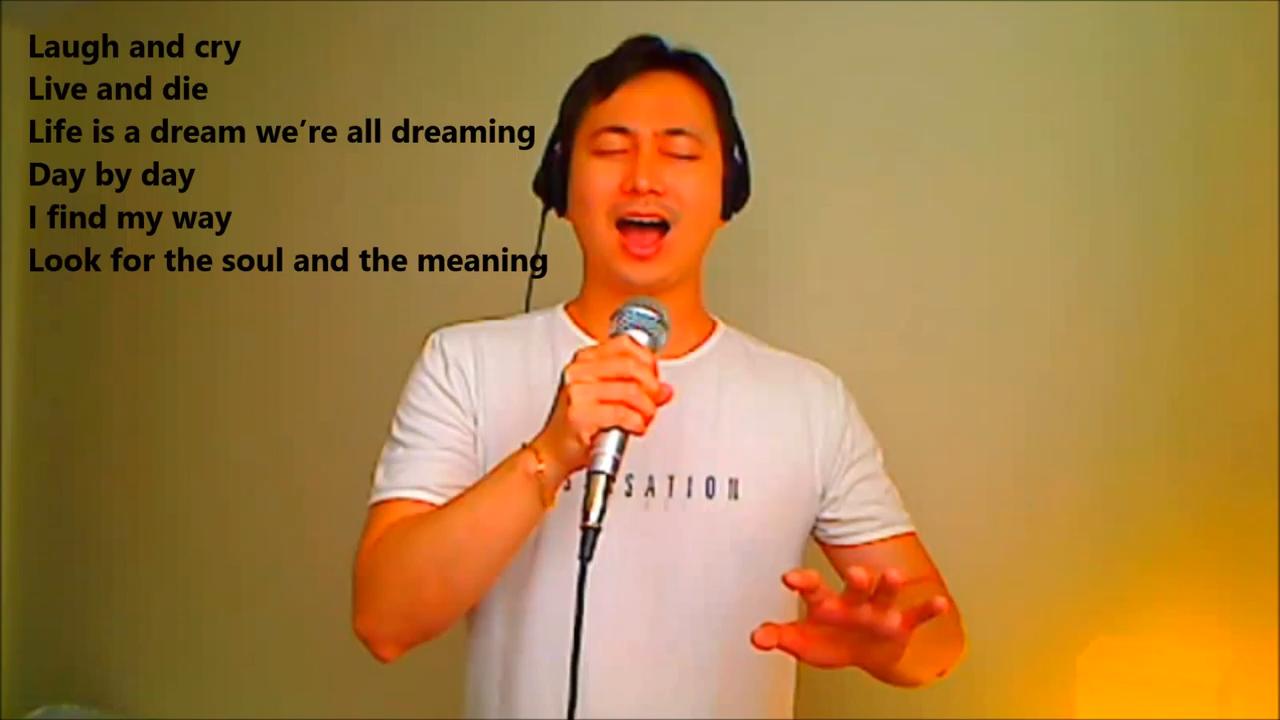 Laugh and cry
Live and die
Life is a dream we’re all dreaming
Day by day
I find my way
Look for the soul and the meaning